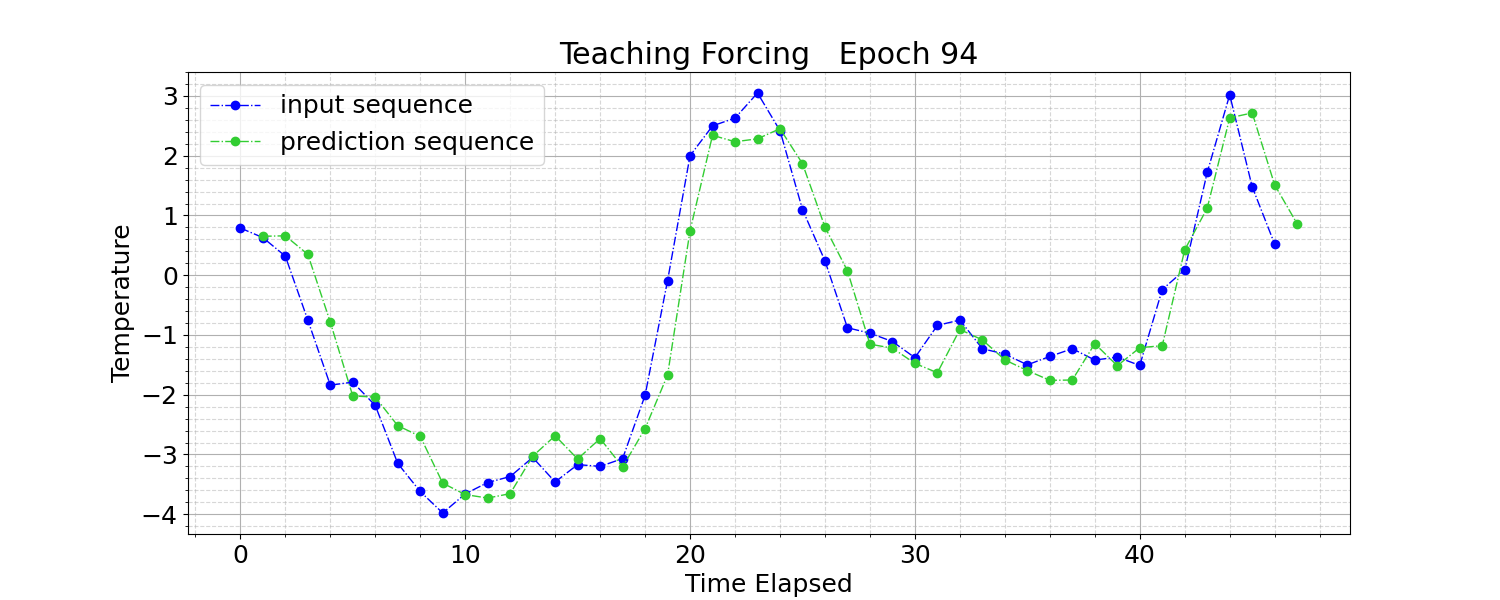 Teaching Forcing   Epoch 94
input sequence
prediction sequence
3
2
1
0
−1
−2
−3
−4
Temperature
0 10 20 30 40
Time Elapsed